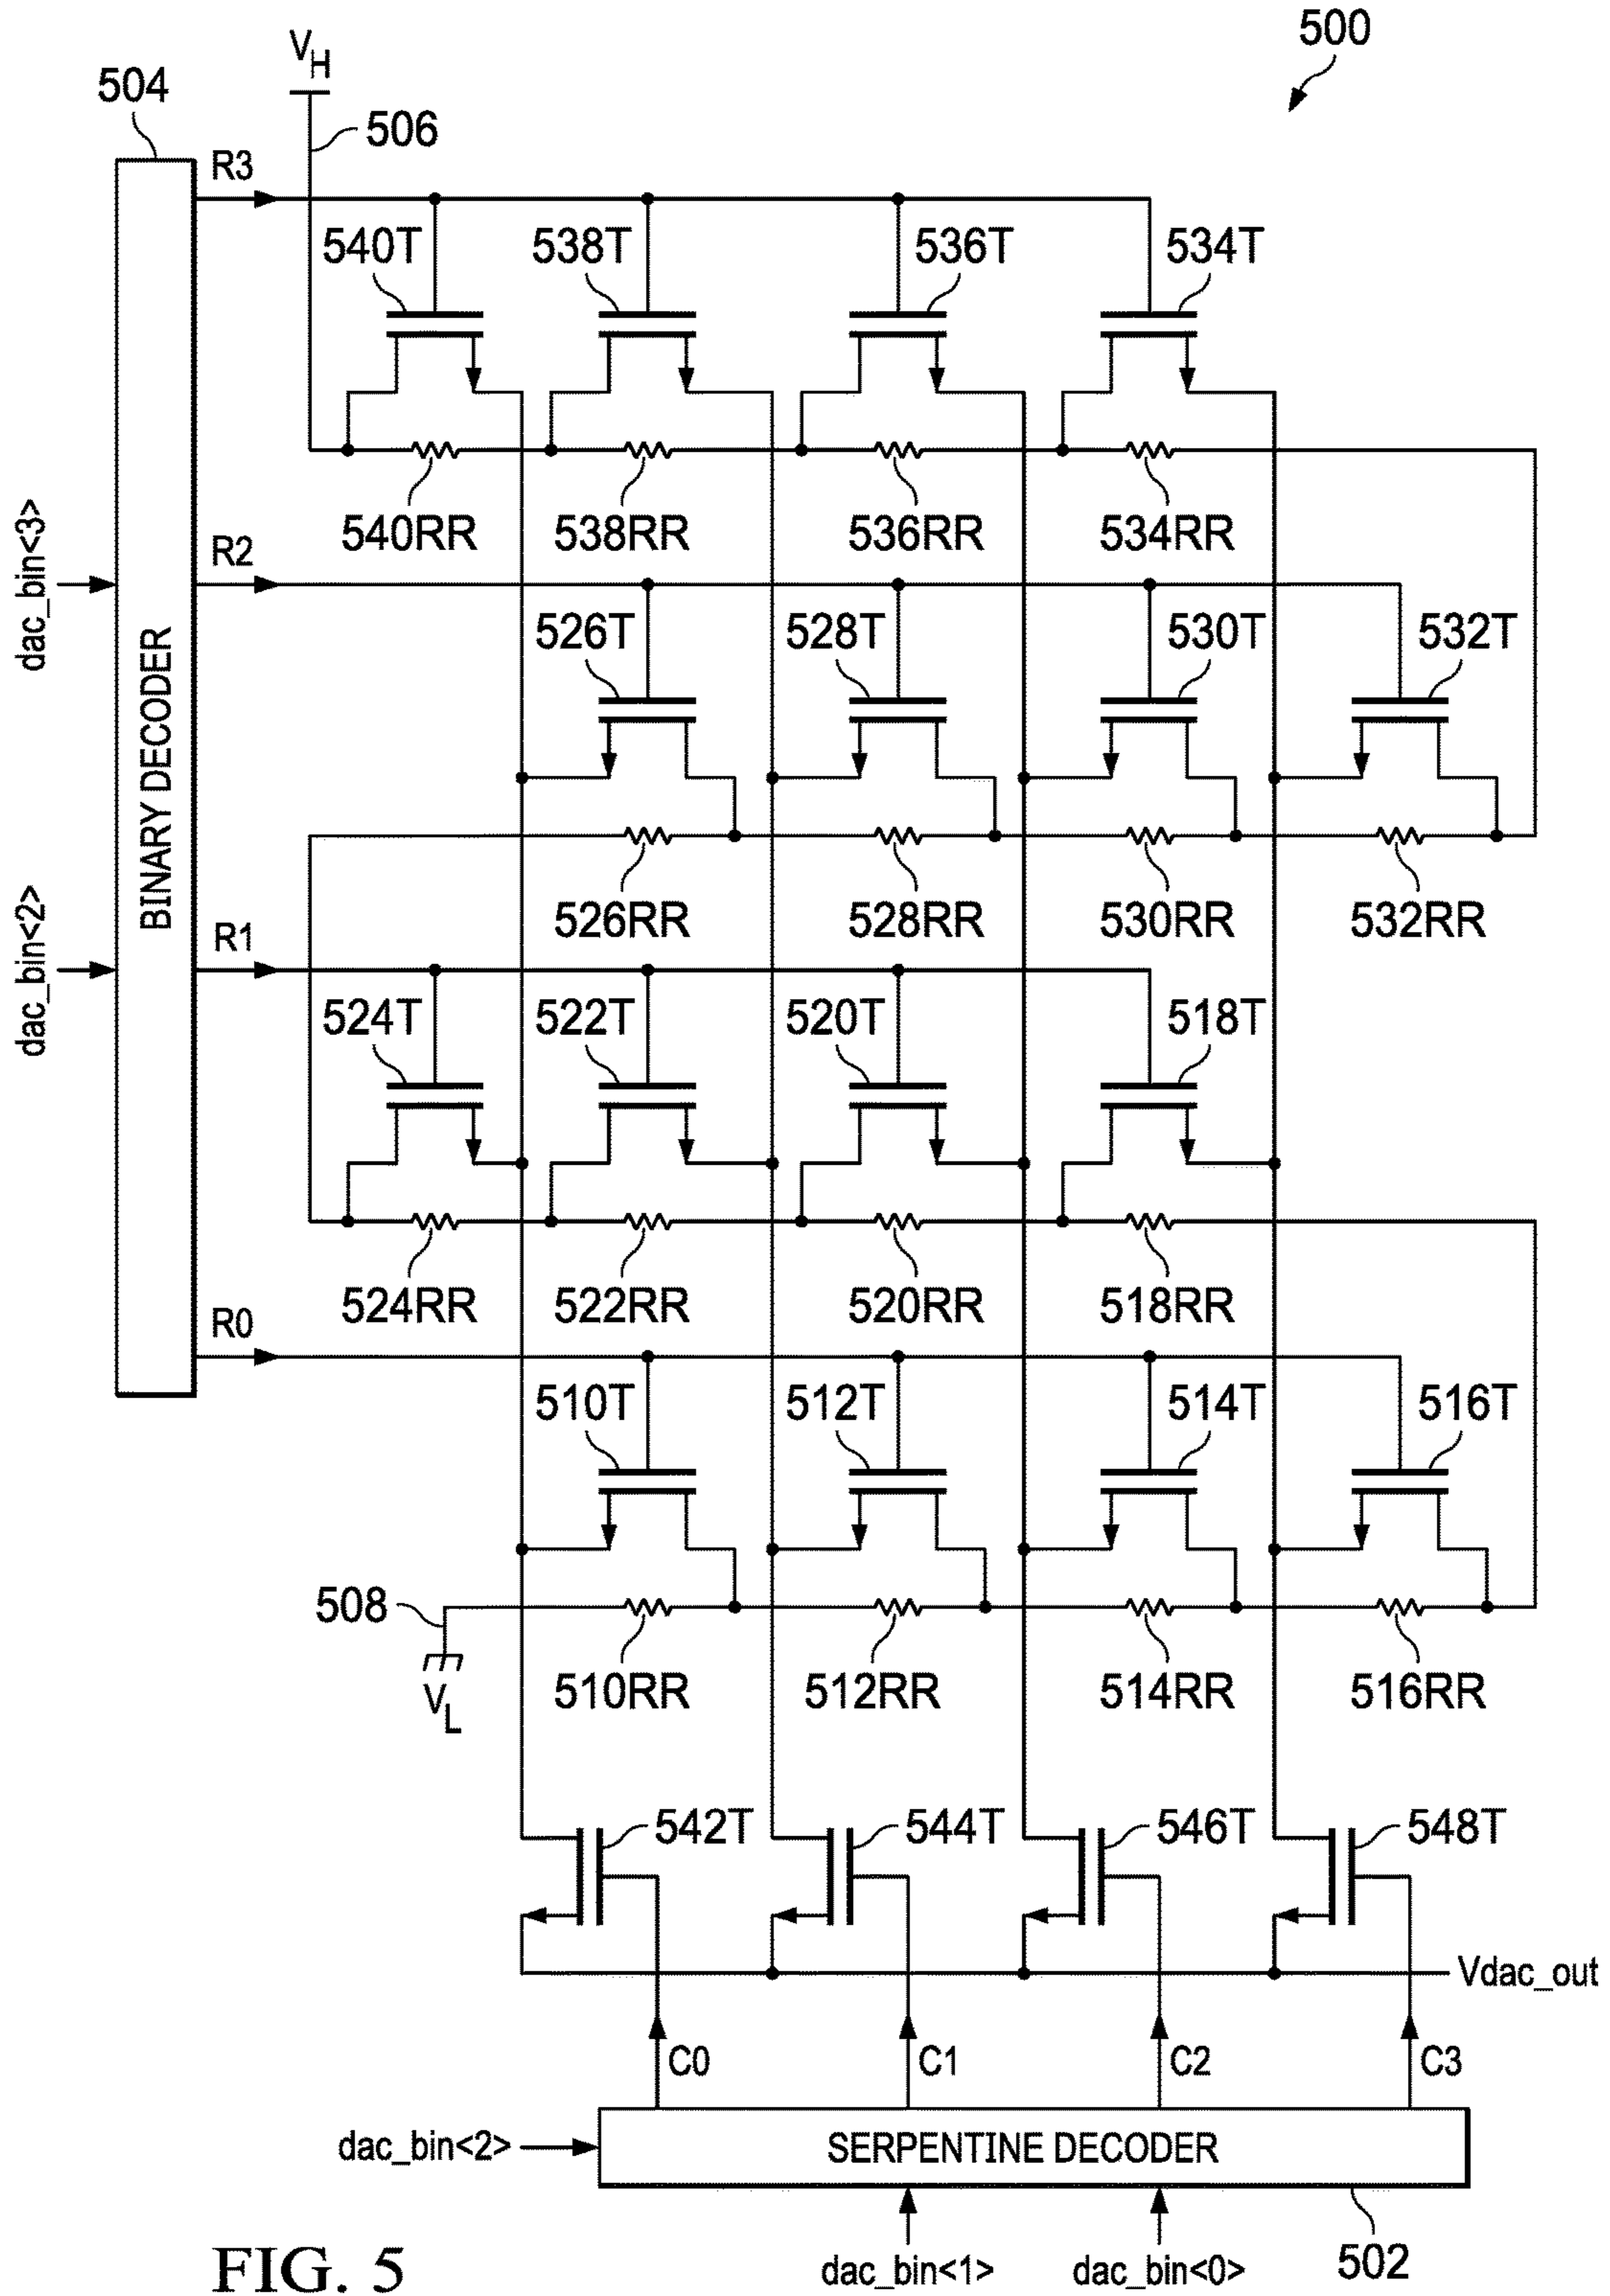 500
V_H
504
506
R3
540T 538T 536T 534T
540RR 538RR 536RR 534RR
dac_bin<3>
R2
526T 528T 530T 532T
BINARY DECODER
526RR 528RR 530RR 532RR
dac_bin<2>
R1
524T 522T 520T 518T
524RR 522RR 520RR 518RR
R0
510T 512T 514T 516T
508
V_L
510RR 512RR 514RR 516RR
542T 544T 546T 548T
Vdac_out
C0 C1 C2 C3
dac_bin<2>
SERPENTINE DECODER
502
dac_bin<1> dac_bin<0>
FIG. 5